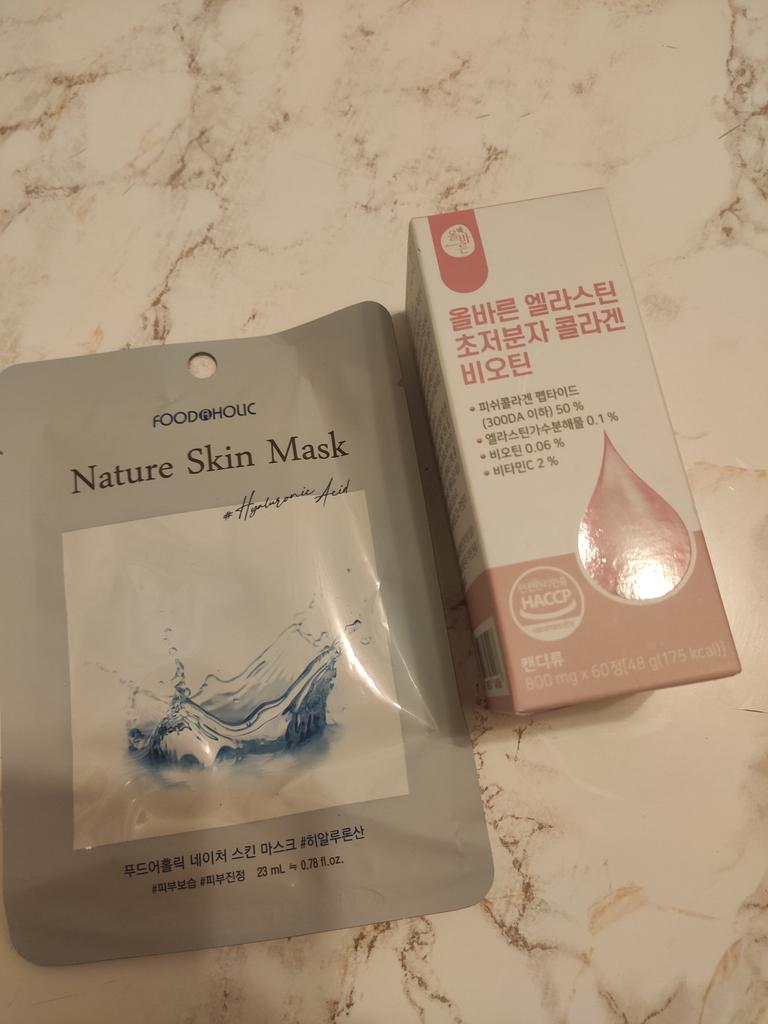 FOODAHOLIC
Nature Skin Mask
# Hyaluronic Acid
푸드어홀릭 네이처 스킨 마스크 #히알루론산
#피부보습 #피부진정 23 mL ≒ 0.78 fl.oz.
올바른
올바른 엘라스틴
초저분자 콜라겐
비오틴
• 피쉬콜라겐 펩타이드
(300DA 이하) 50 %
• 엘라스틴가수분해물 0.1 %
• 비오틴 0.06 %
• 비타민C 2 %
HACCP
캔디류
800 mg x 60정[48 g(175 kcal)]